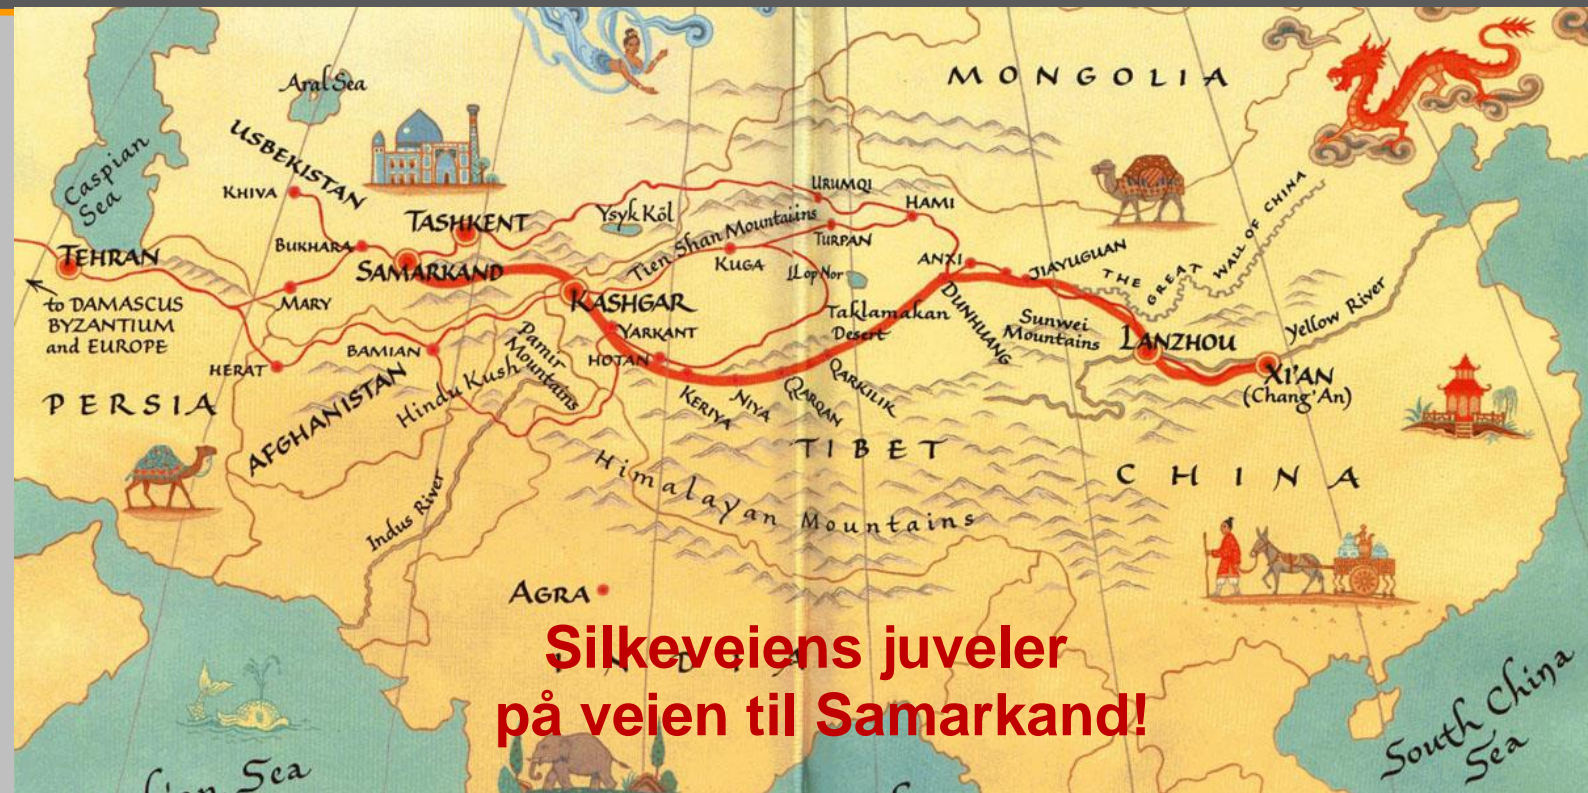 MONGOLIA
Aral Sea
USBEKISTAN
Caspian
Sea
KHIVA
URUMQI
HAMI
TASHKENT
Ysyk Köl
Tien Shan Mountaiins
TURPAN
THE GREAT WALL OF CHINA
BUKHARA
TEHRAN
SAMARKAND
KUGA
LLop Nor
ANXI
JIAYUGUAN
to DAMASCUS
BYZANTIUM
and EUROPE
MARY
KASHGAR
YARKANT
Taklamakan
Desert
DUNHUANG
Sunwei
Mountains
LANZHOU
Yellow River
HERAT
BAMIAN
Pamir
Mountains
HOTAN
XI'AN
(Chang'An)
PERSIA
AFGHANISTAN
Hindu Kush
KERIYA
NIYA
QARQAN
QARKILIK
TIBET
CHINA
Himalayan Mountains
Indus River
AGRA
INDIA
Silkeveiens juveler
på veien til Samarkand!
South China
Sea
Sea